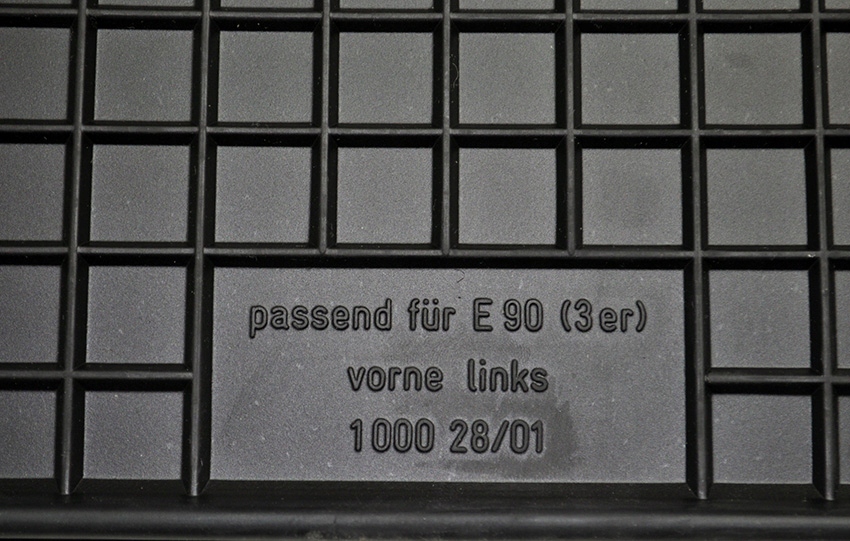 passend für E 90 (3er)
vorne links
1000 28/01